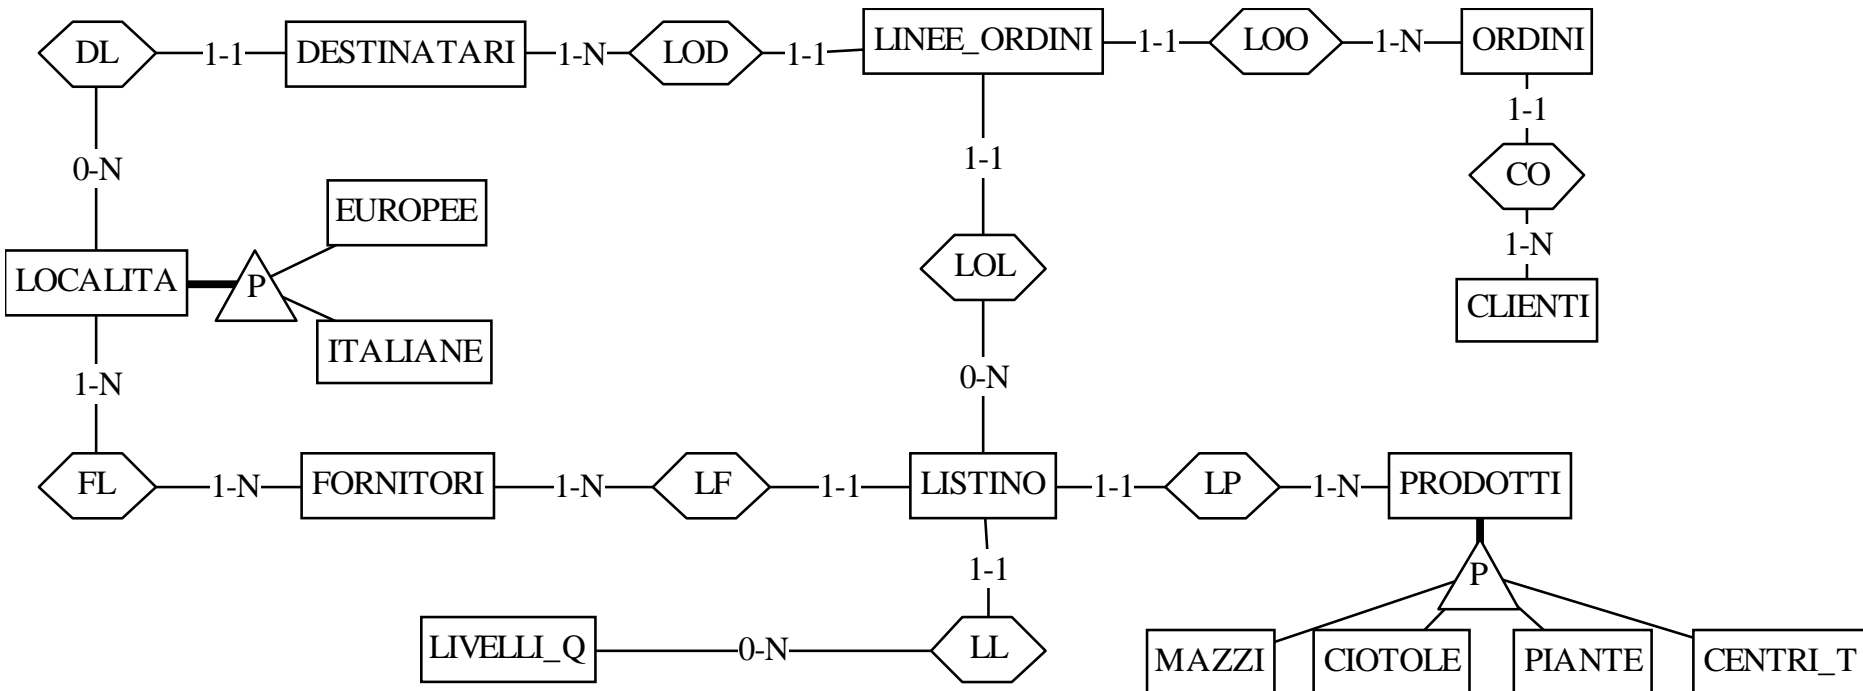 DL 1-1 DESTINATARI 1-N LOD 1-1 LINEE_ORDINI 1-1 LOO 1-N ORDINI
1-1
0-N
1-1
CO
EUROPEE
1-N
LOCALITA P
LOL
CLIENTI
ITALIANE
1-N
0-N
FL 1-N FORNITORI 1-N LF 1-1 LISTINO 1-1 LP 1-N PRODOTTI
1-1
P
LIVELLI_Q 0-N LL
MAZZI CIOTOLE PIANTE CENTRI_T